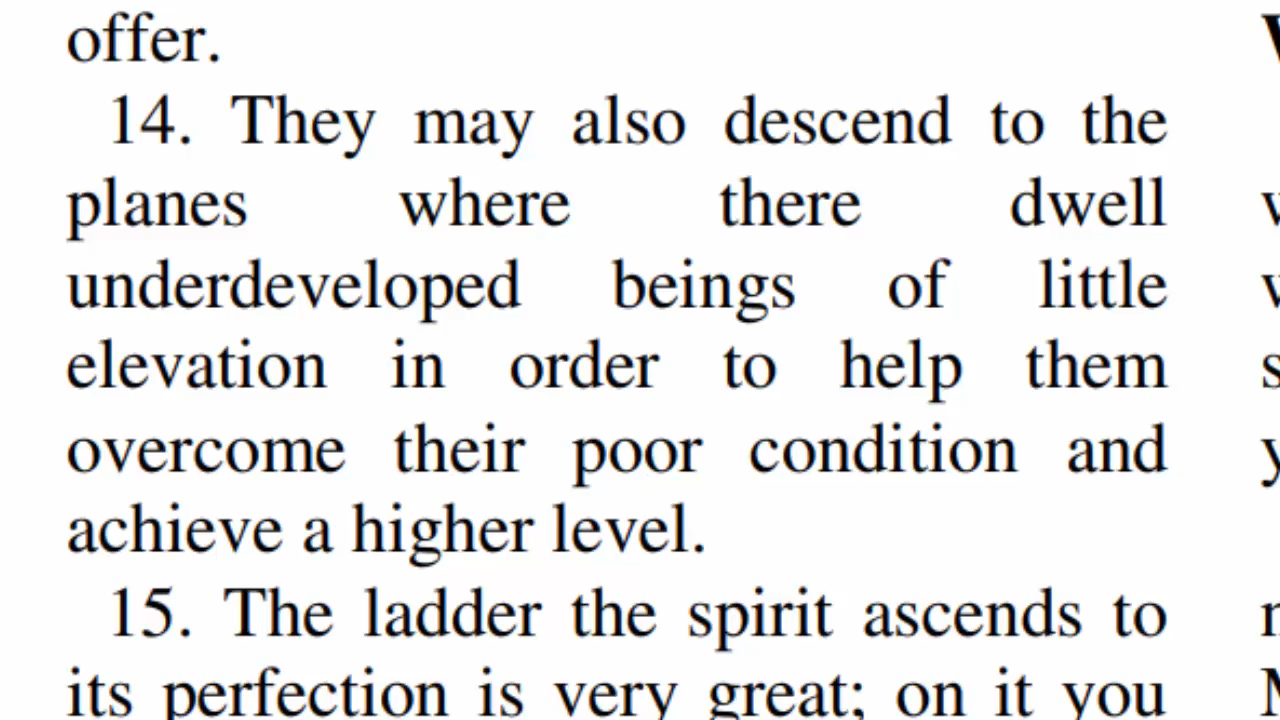 offer.
14. They may also descend to the
planes where there dwell
underdeveloped beings of little
elevation in order to help them
overcome their poor condition and
achieve a higher level.
15. The ladder the spirit ascends to
its perfection is very great; on it you